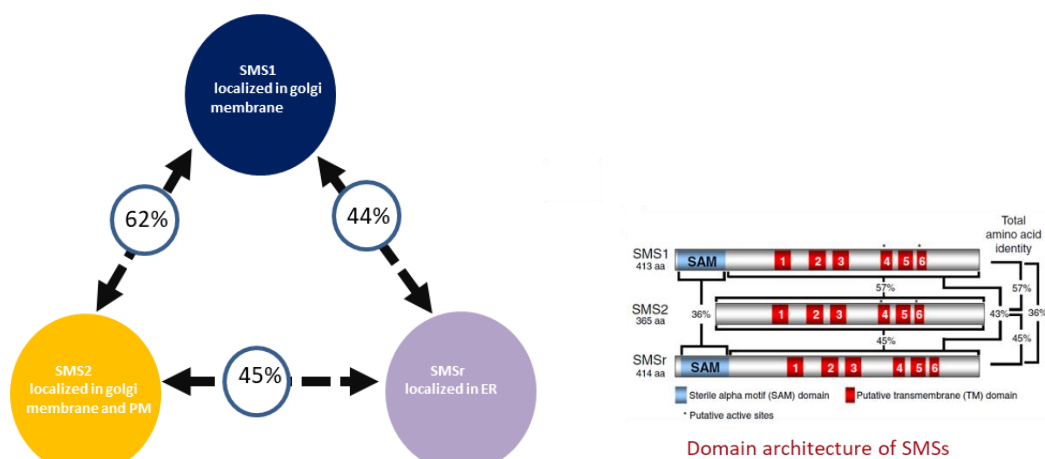 SMS1
localized in golgi
membrane
62%
44%
SMS2
localized in golgi
membrane and PM
45%
SMSr
localized in ER
Total
amino acid
identity
SMS1
413 aa
SAM
1 2 3 4 5 6
* *
57%
57%
36%
SMS2
365 aa
1 2 3 4 5 6
* *
43%
36%
45%
45%
SMSr
414 aa
SAM
1 2 3 4 5 6
Sterile alpha motif (SAM) domain
Putative transmembrane (TM) domain
* Putative active sites
Domain architecture of SMSs